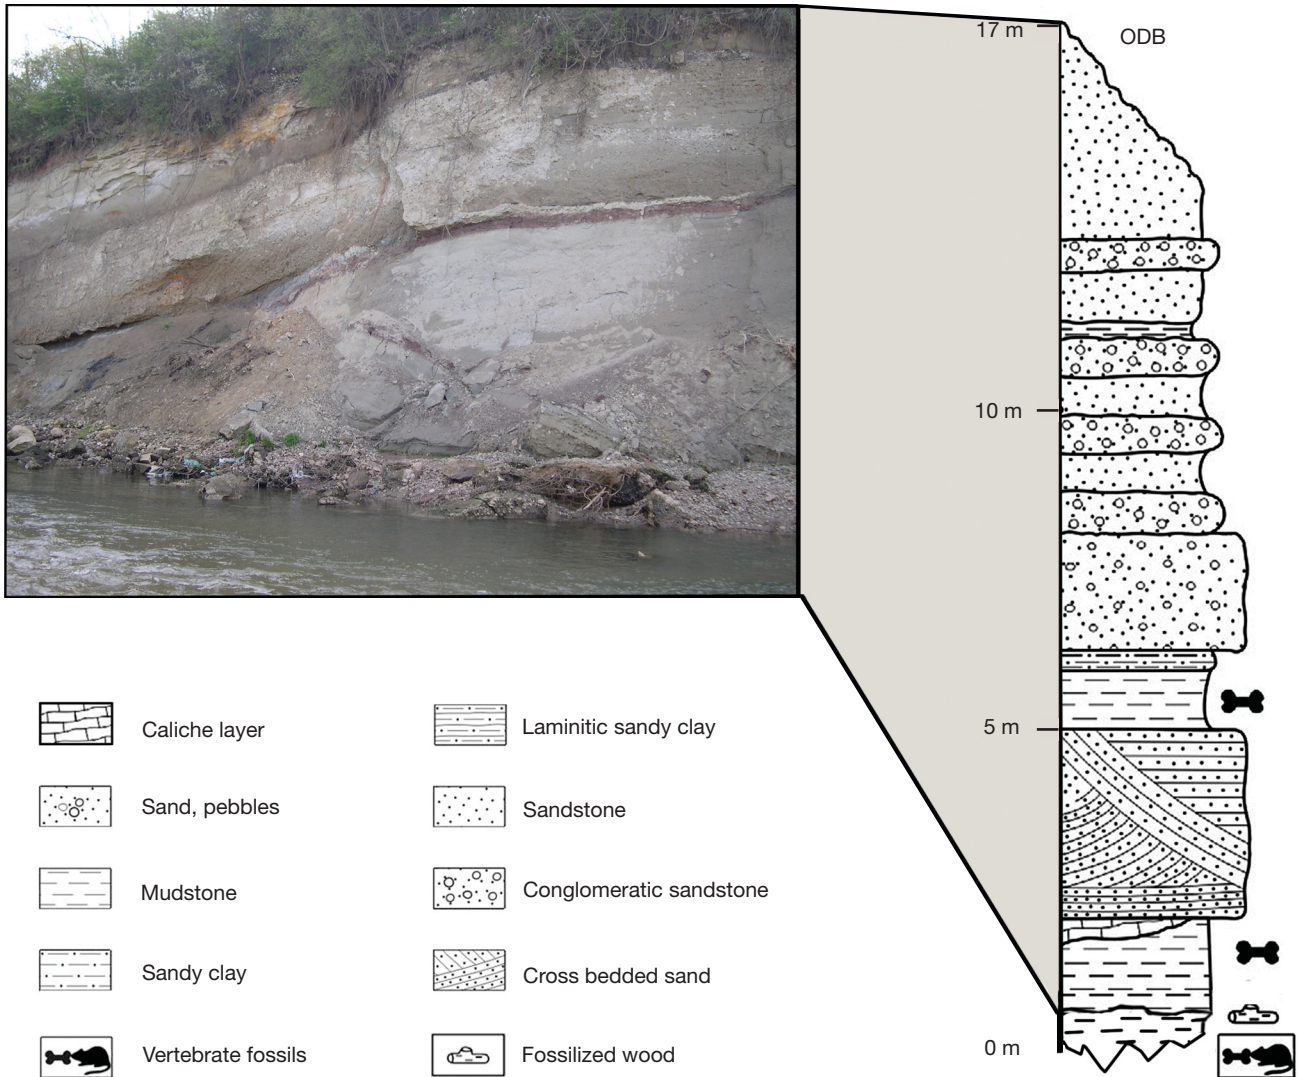 17 m
ODB
10 m
5 m
0 m
Caliche layer
Laminitic sandy clay
Sand, pebbles
Sandstone
Mudstone
Conglomeratic sandstone
Sandy clay
Cross bedded sand
Vertebrate fossils
Fossilized wood